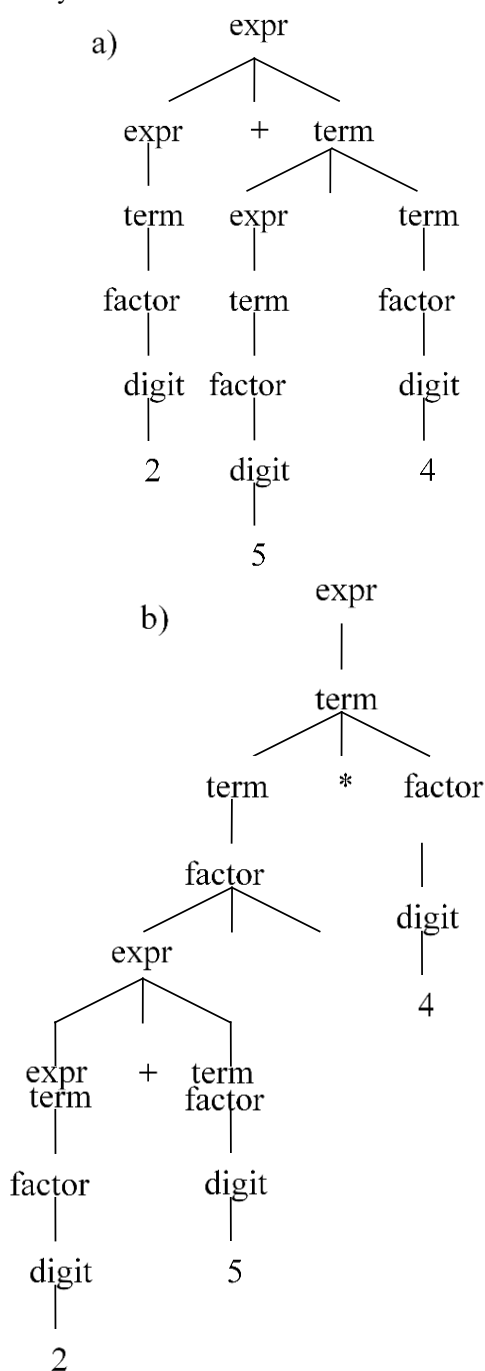 a)
expr
expr + term
term expr term
factor term factor
digit factor digit
2 digit 4
5
b)
expr
term
term * factor
factor
digit
expr
4
expr + term
term factor
factor digit
digit 5
2